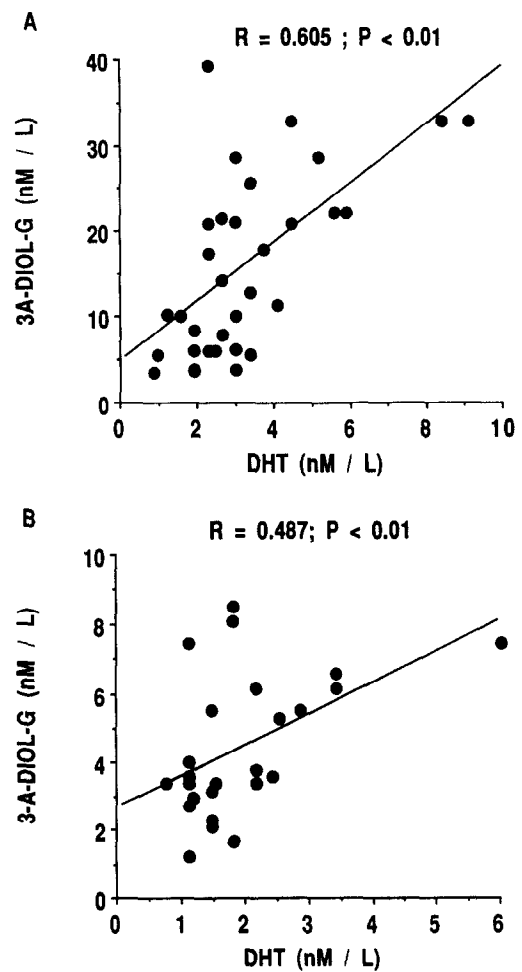 A
R = 0.605 ; P < 0.01
40
30
20
10
0
3A-DIOL-G (nM / L)
0 2 4 6 8 10
DHT (nM / L)
B
R = 0.487; P < 0.01
10
8
6
4
2
0
3-A-DIOL-G (nM / L)
0 1 2 3 4 5 6
DHT (nM / L)